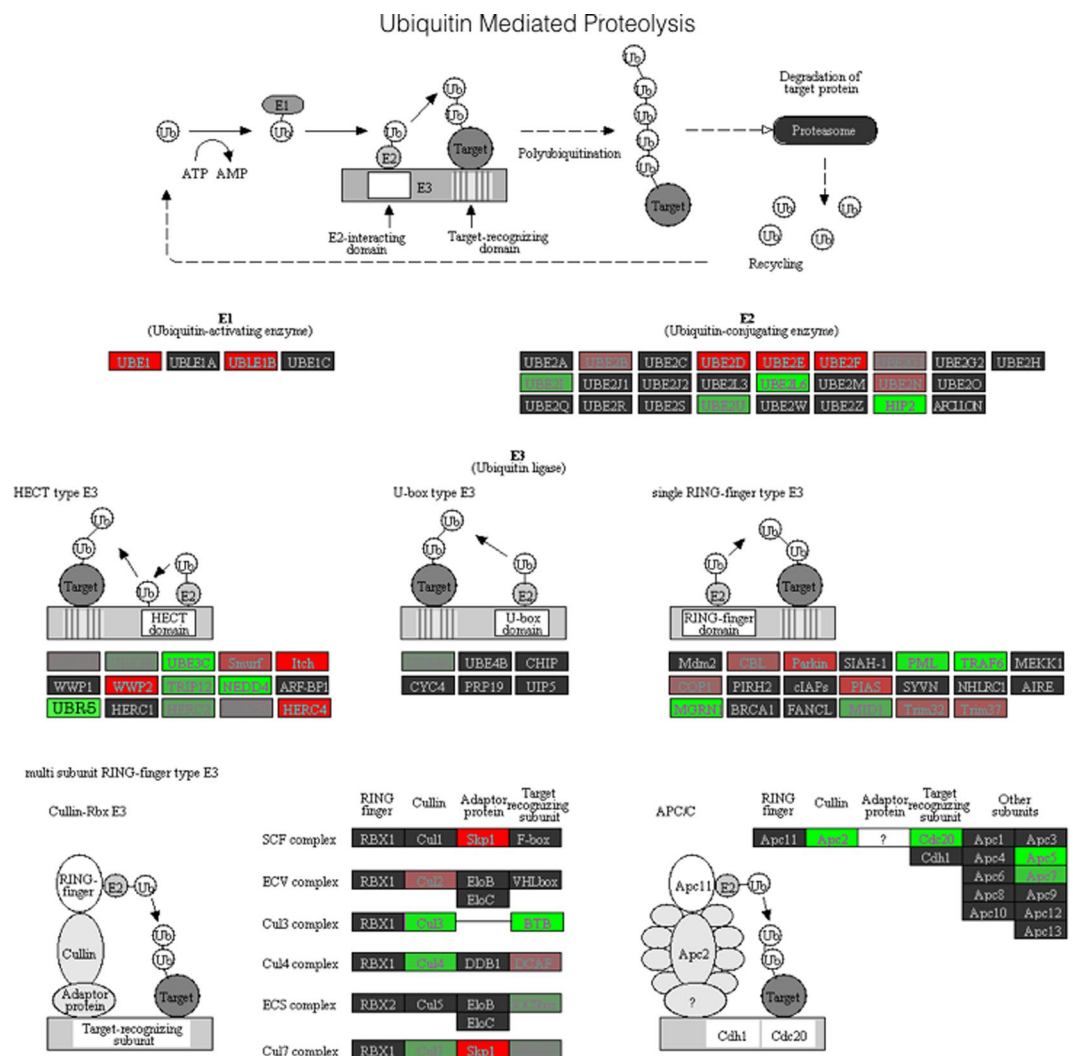 Ubiquitin Mediated Proteolysis
Ub
E1
Ub
ATP AMP
Ub
E2
Ub
Ub
Target
E3
E2-interacting
domain
Target-recognizing
domain
Polyubiquitination
Ub
Ub
Ub
Ub
Ub
Ub
Target
Degradation of
target protein
Proteasome
Ub
Ub
Ub
Ub
Recycling
E1
(Ubiquitin-activating enzyme)
UBE1 UBLE1A UBLE1B UBE1C
E2
(Ubiquitin-conjugating enzyme)
UBE2A UBE2B UBE2C UBE2D UBE2E UBE2F UBE2G2 UBE2H
UBE2I UBE2J1 UBE2J2 UBE2L3 UBE2L6 UBE2M UBE2N UBE2O
UBE2Q UBE2R UBE2S UBE2U UBE2W UBE2Z HIP2 APOLLON
E3
(Ubiquitin ligase)
HECT type E3
Ub
Ub
Target
Ub
Ub
E2
HECT
domain
UBE3C Smurf Itch
WWP1 WWP2 TRIP12 NEDD4 ARF-BP1
UBR5 HERC1 HERC2 HERC4
U-box type E3
Ub
Ub
Target
Ub
E2
U-box
domain
UBE4B CHIP
CYC4 PRP19 UIP5
single RING-finger type E3
Ub
E2
Ub
Ub
Target
RING-finger
domain
Mdm2 CBL Parkin SIAH-1 PML TRAF6 MEKK1
COP1 PIRH2 cIAPs PIAS SYVN NHLRC1 AIRE
MGRN1 BRCA1 FANCL MID1 Trim32 Trim37
multi subunit RING-finger type E3
Cullin-Rbx E3
RING-
finger
E2
Ub
Cullin
Ub
Ub
Adaptor
protein
Target
Target-recognizing
subunit
RING
finger
Cullin
Adaptor
protein
Target
recognizing
subunit
SCF complex RBX1 Cul1 Skp1 F-box
ECV complex RBX1 Cul2 EloB VHLbox
EloC
Cul3 complex RBX1 Cul3 BTB
Cul4 complex RBX1 Cul4 DDB1 DCAF
ECS complex RBX2 Cul5 EloB
EloC
Cul7 complex RBX1 Skp1
APC/C
RING
finger
Cullin
Adaptor
protein
Target
recognizing
subunit
Other
subunits
Apc11 Apc2 ? Cdc20 Apc1 Apc3
Cdh1 Apc4 Apc5
Apc6 Apc7
Apc8 Apc9
Apc10 Apc12
Apc13
Apc11
E2
Ub
Apc2
Ub
Ub
?
Target
Cdh1 Cdc20